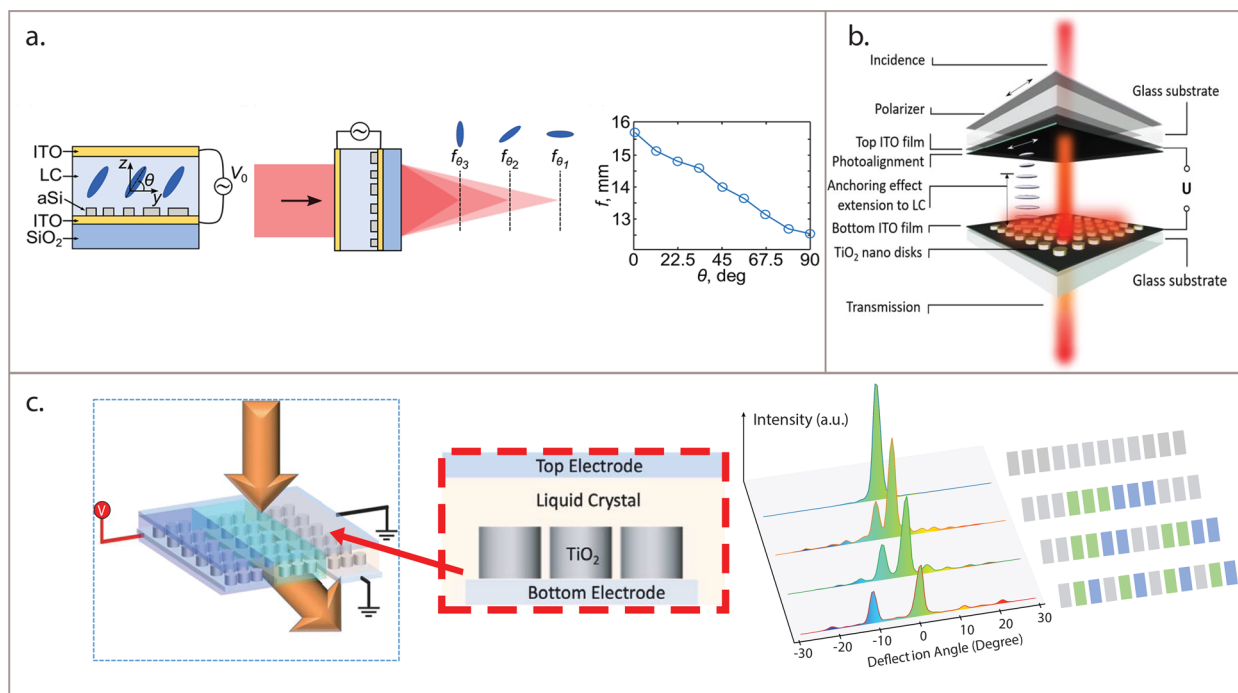 a.
ITO
LC
aSi
ITO
SiO2
z
θ
y
V0
fθ3
fθ2
fθ1
f, mm
16
15
14
13
0
22.5
45
67.5
90
θ, deg
b.
Incidence
Polarizer
Top ITO film
Photoalignment
Anchoring effect
extension to LC
Bottom ITO film
TiO2 nano disks
Transmission
Glass substrate
U
Glass substrate
c.
V
Top Electrode
Liquid Crystal
TiO2
Bottom Electrode
Intensity (a.u.)
-30
-20
-10
0
10
20
30
Deflection Angle (Degree)